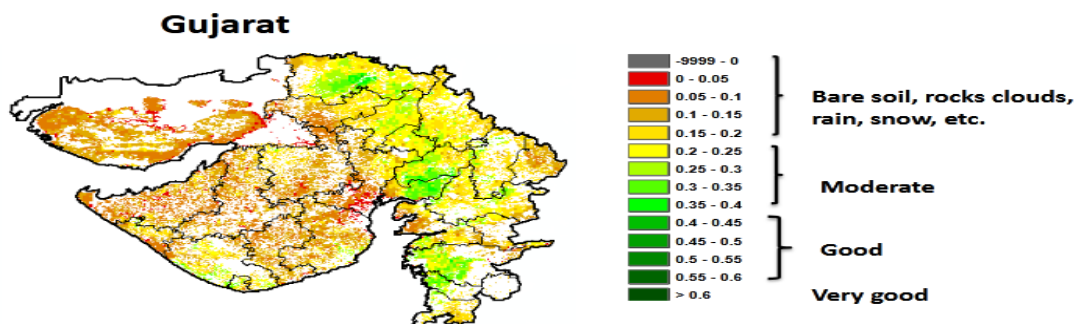 Gujarat
-9999 - 0
0 - 0.05
0.05 - 0.1
0.1 - 0.15
0.15 - 0.2
0.2 - 0.25
0.25 - 0.3
0.3 - 0.35
0.35 - 0.4
0.4 - 0.45
0.45 - 0.5
0.5 - 0.55
0.55 - 0.6
> 0.6
Bare soil, rocks clouds,
rain, snow, etc.
Moderate
Good
Very good